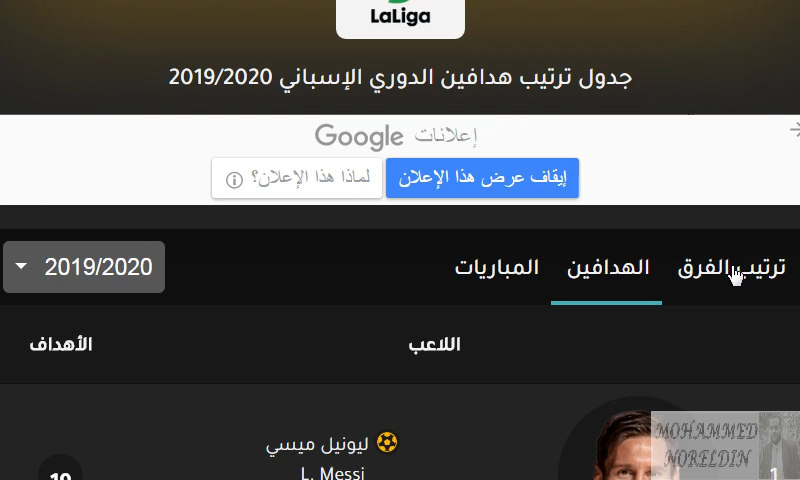 LaLiga
جدول ترتيب هدافين الدوري الإسباني 2019/2020
إعلانات Google
إيقاف عرض هذا الإعلان
لماذا هذا الإعلان؟
ترتيب الفرق
الهدافين
المباريات
2019/2020
اللاعب
الأهداف
ليونيل ميسي
L. Messi
1
MOHAMMED
NORELDIN